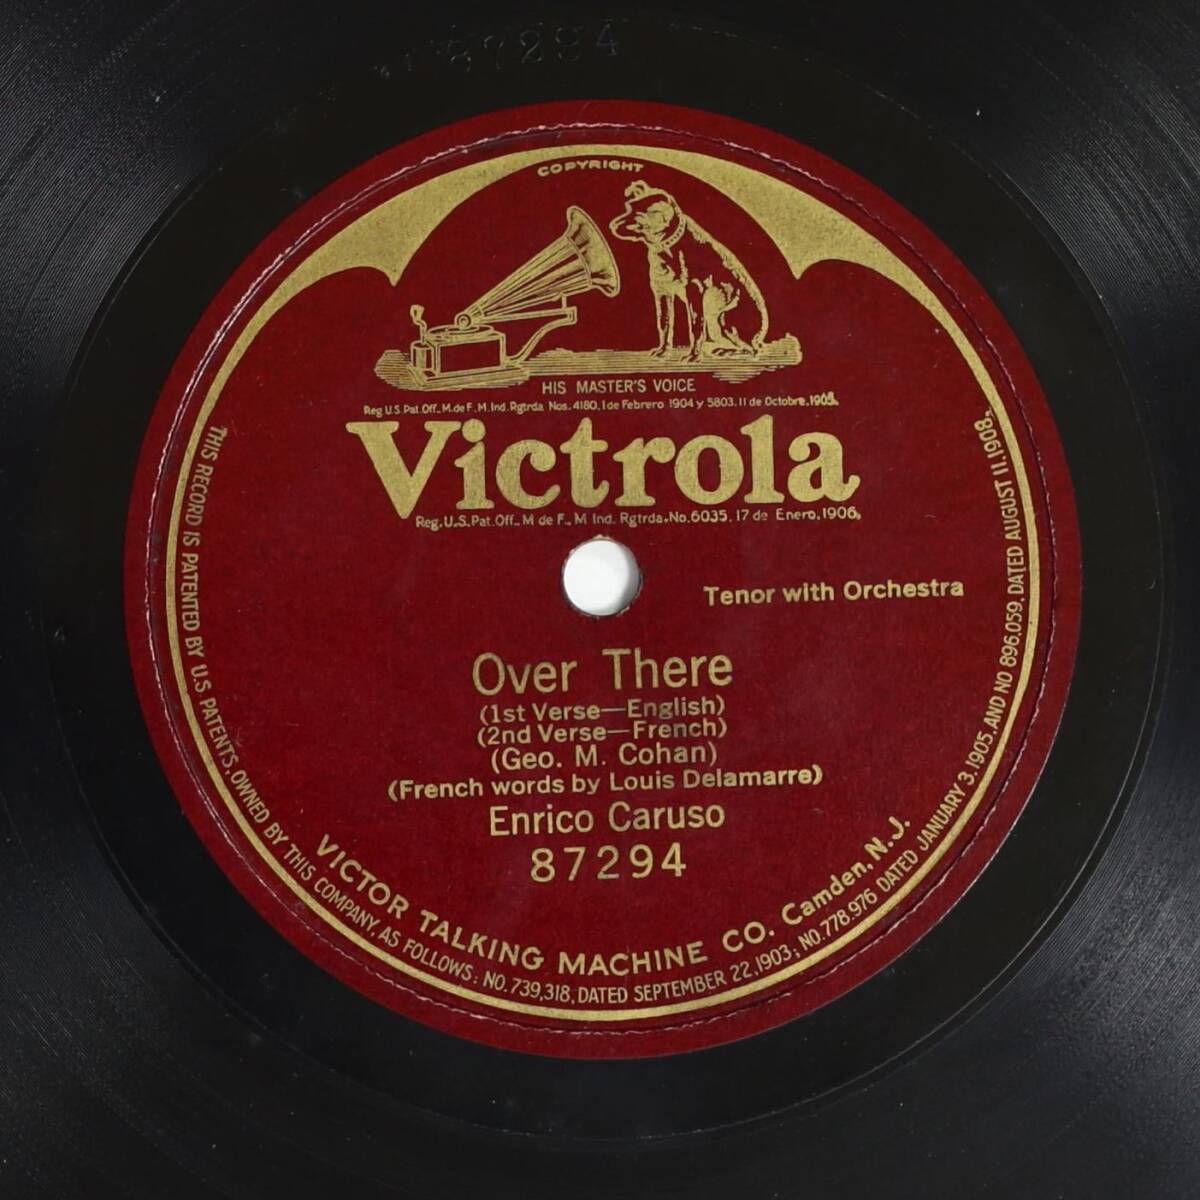 87294
COPYRIGHT
HIS MASTER'S VOICE
Reg. U.S. Pat. Off. M. de F. M. Ind. Rgtrda Nos. 4180, 1 de Febrero 1904 y 5803, 11 de Octobre, 1905.
Victrola
Reg. U.S. Pat. Off. M de F. M Ind. Rgtrda. No. 6035. 17 de Enero, 1906.
Tenor with Orchestra
Over There
(1st Verse—English)
(2nd Verse—French)
(Geo. M. Cohan)
(French words by Louis Delamarre)
Enrico Caruso
87294
VICTOR TALKING MACHINE CO. Camden, N.J.
THIS RECORD IS PATENTED BY U.S. PATENTS, OWNED BY THIS COMPANY, AS FOLLOWS: NO. 739,318, DATED SEPTEMBER 22, 1903; NO. 778,976 DATED JANUARY 3, 1905, AND NO 896,059, DATED AUGUST 11, 1908.